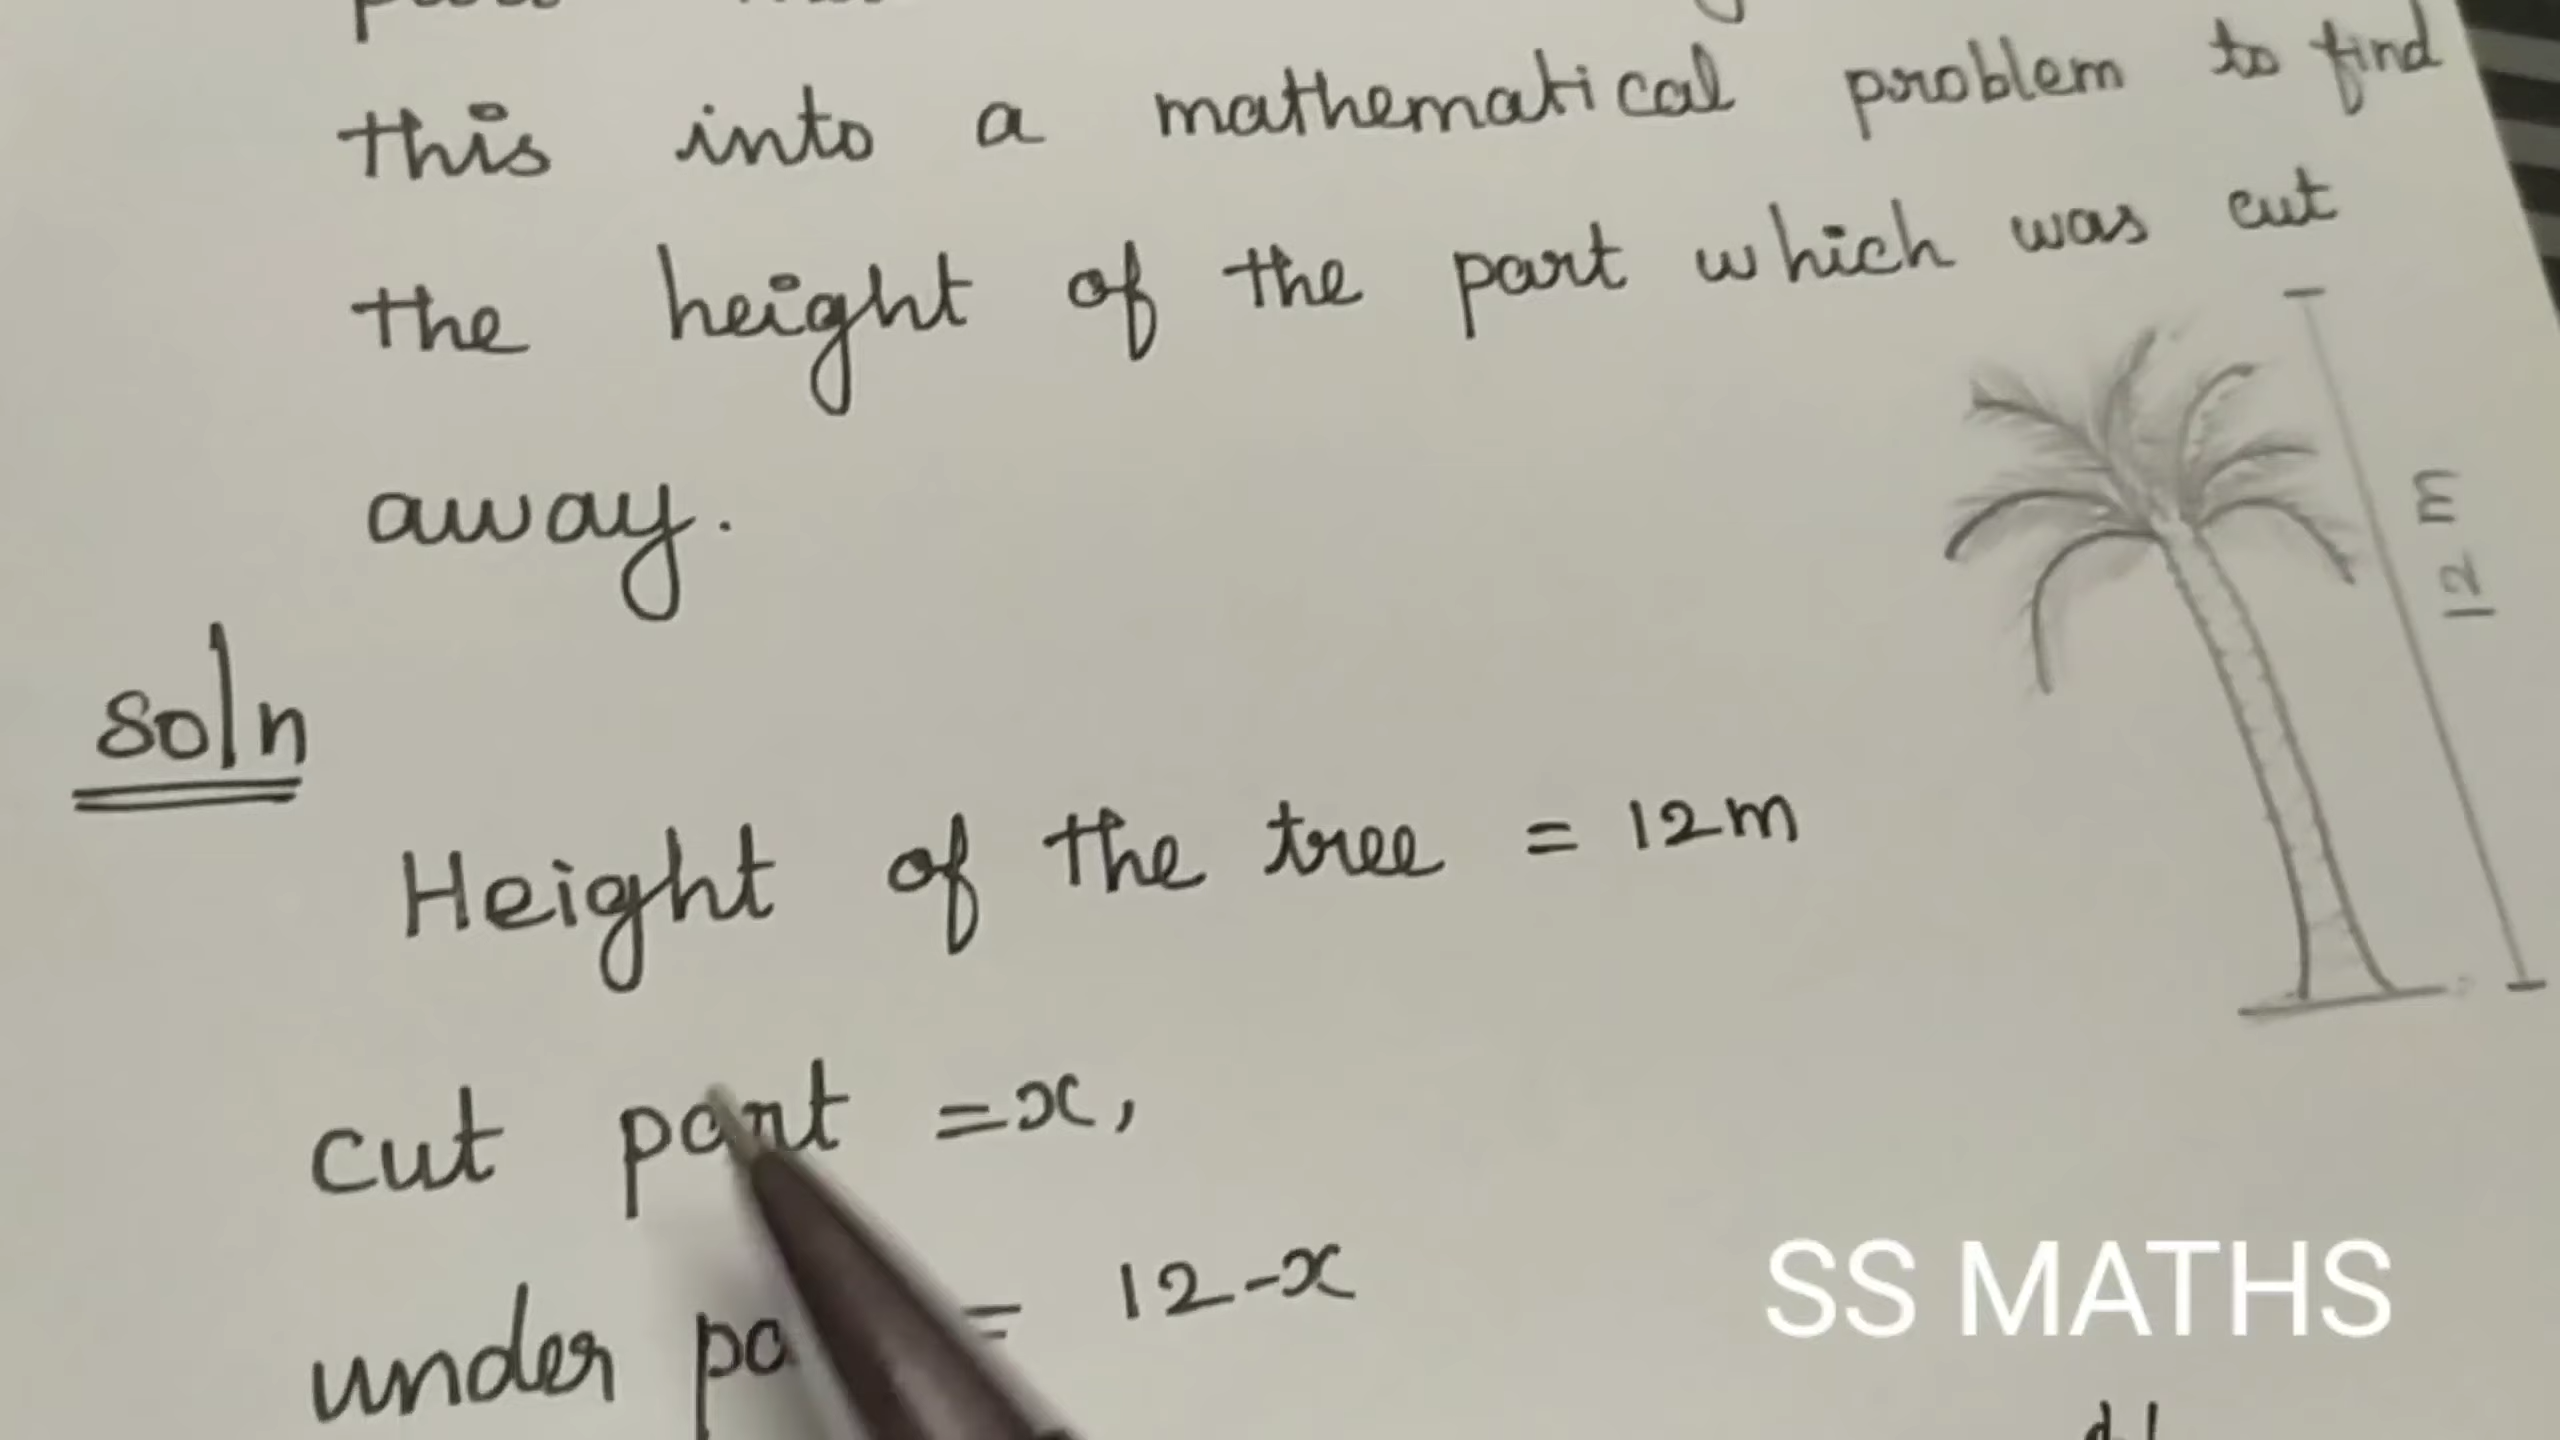 this into a mathematical problem to find
the height of the part which was cut
away.
12 m
soln
Height of the tree = 12m
cut part = x,
under = 12-x
SS MATHS